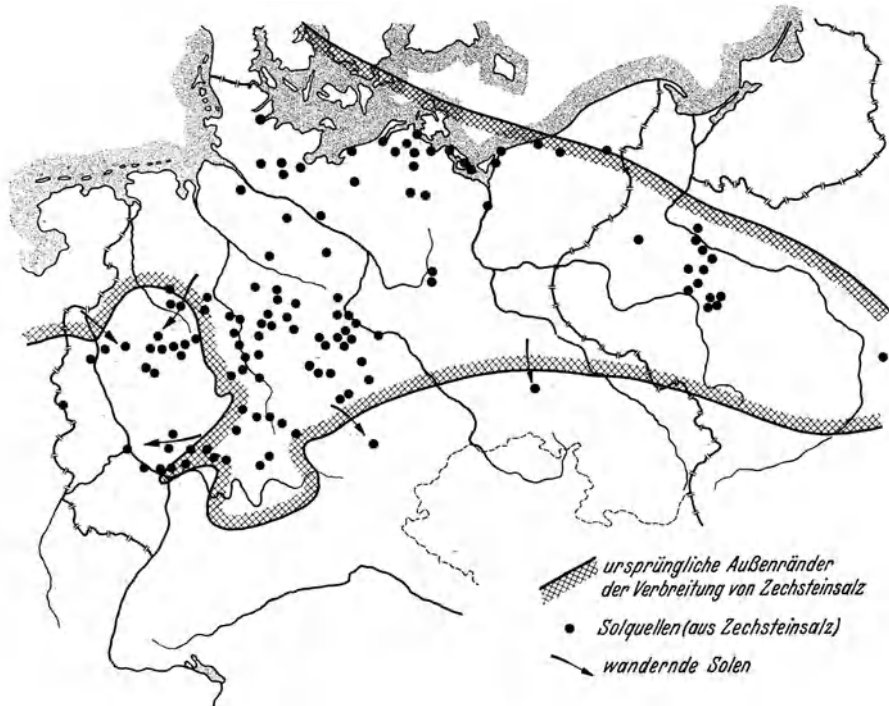 ursprüngliche Außenränder
der Verbreitung von Zechsteinsalz
Solquellen (aus Zechsteinsalz)
wandernde Solen